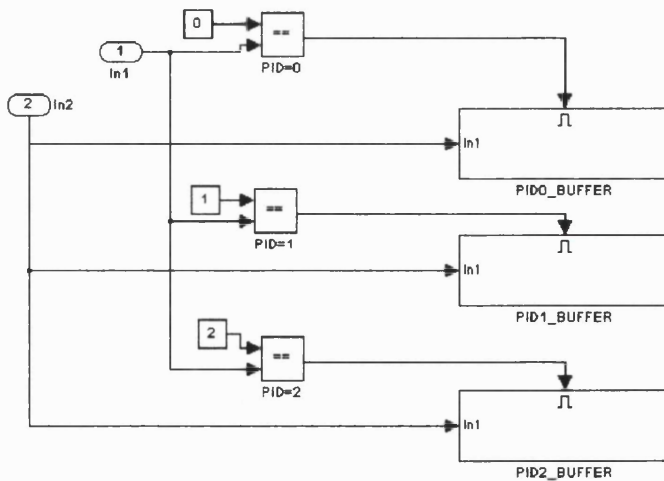 0
==
PID=0
1
In1
2
In2
In1
PID0_BUFFER
1
==
PID=1
In1
PID1_BUFFER
2
==
PID=2
In1
PID2_BUFFER